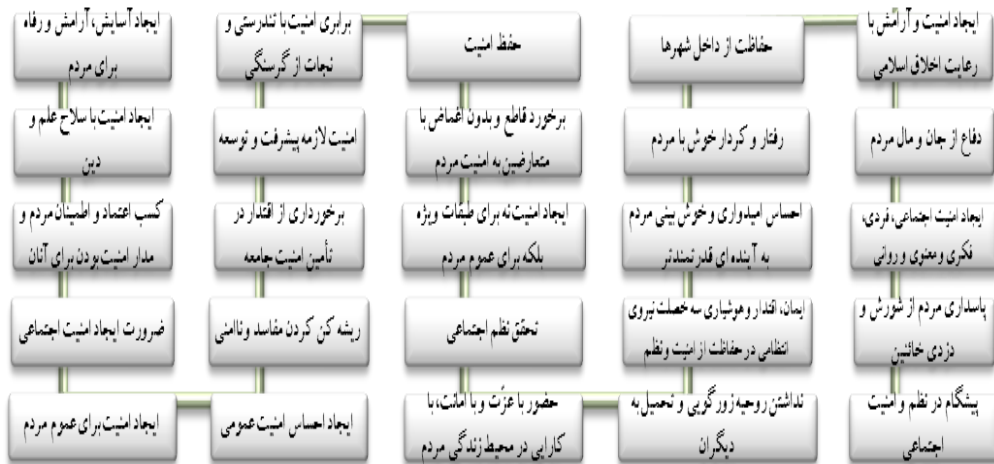 ایجاد امنیت و آرامش با
رعایت اخلاق اسلامی
دفاع از جان و مال مردم
ایجاد امنیت اجتماعی، فردی،
فکری و معنوی و روانی
پاسداری مردم از شورش و
دزدی خائنین
پیشگام در نظم و امنیت
اجتماعی
حفاظت از داخل شهرها
رفتار و کردار خوش با مردم
احساس امیدواری و خوش بینی مردم
به آینده ای قدرتمندتر
ایمان، اقتدار و هوشیاری سه خصلت نیروی
انتظامی در حفاظت از امنیت و نظم
نداشتن روحیه زورگویی و تحمیل به
دیگران
حفظ امنیت
برخورد قاطع و بدون اغماض با
متعارضین به امنیت مردم
ایجاد امنیت نه برای طبقات ویژه
بلکه برای عموم مردم
تحقق نظم اجتماعی
حضور با عزّت و با امانت، با
کارایی در محیط زندگی مردم
برابری امنیت با تندرستی و
نجات از گرسنگی
امنیت لازمه پیشرفت و توسعه
برخورداری از اقتدار در
تأمین امنیت جامعه
ریشه کن کردن مفاسد و ناامنی
ایجاد احساس امنیت عمومی
ایجاد آسایش، آرامش و رفاه
برای مردم
ایجاد امنیت با سلاح علم و
دین
کسب اعتماد و اطمینان مردم و
مدار امنیت بودن برای آنان
ضرورت ایجاد امنیت اجتماعی
ایجاد امنیت برای عموم مردم